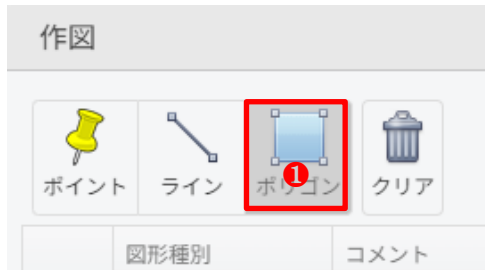 作図
ポイント ライン ポリゴン クリア
❶
図形種別 コメント